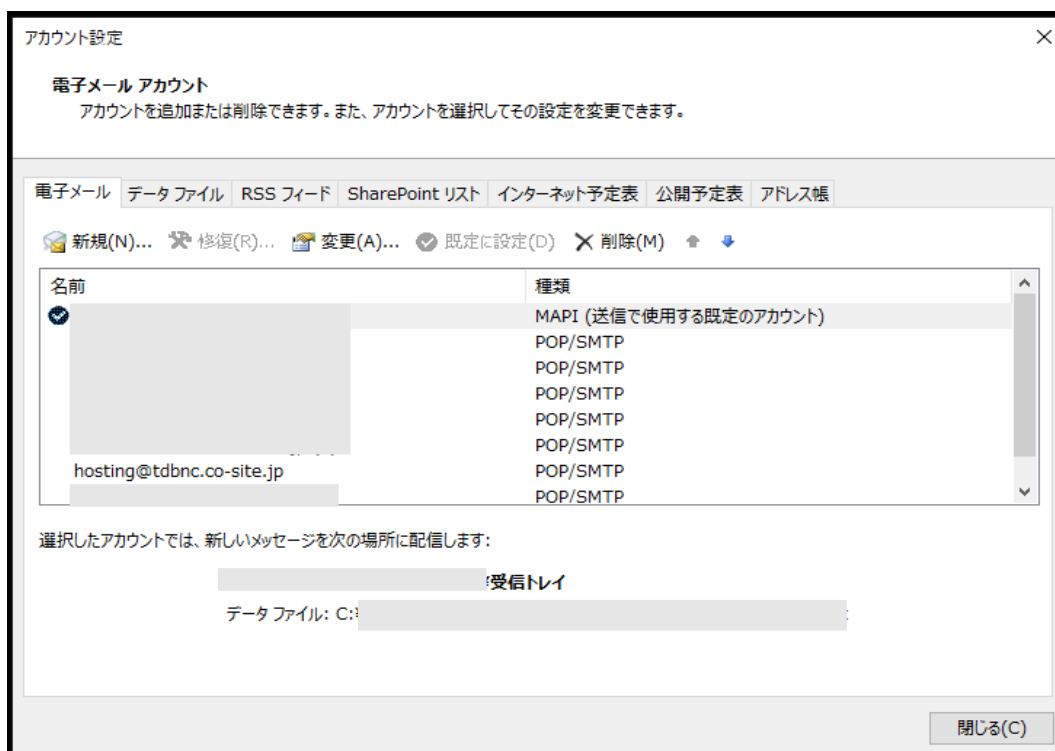 アカウント設定
電子メール アカウント
アカウントを追加または削除できます。また、アカウントを選択してその設定を変更できます。
電子メール データ ファイル RSS フィード SharePoint リスト インターネット予定表 公開予定表 アドレス帳
新規(N)... 修復(R)... 変更(A)... 既定に設定(D) 削除(M)
名前 種類
MAPI (送信で使用する既定のアカウント)
POP/SMTP
POP/SMTP
POP/SMTP
POP/SMTP
POP/SMTP
hosting@tdbnc.co-site.jp POP/SMTP
POP/SMTP
選択したアカウントでは、新しいメッセージを次の場所に配信します:
受信トレイ
データ ファイル: C:¥
閉じる(C)